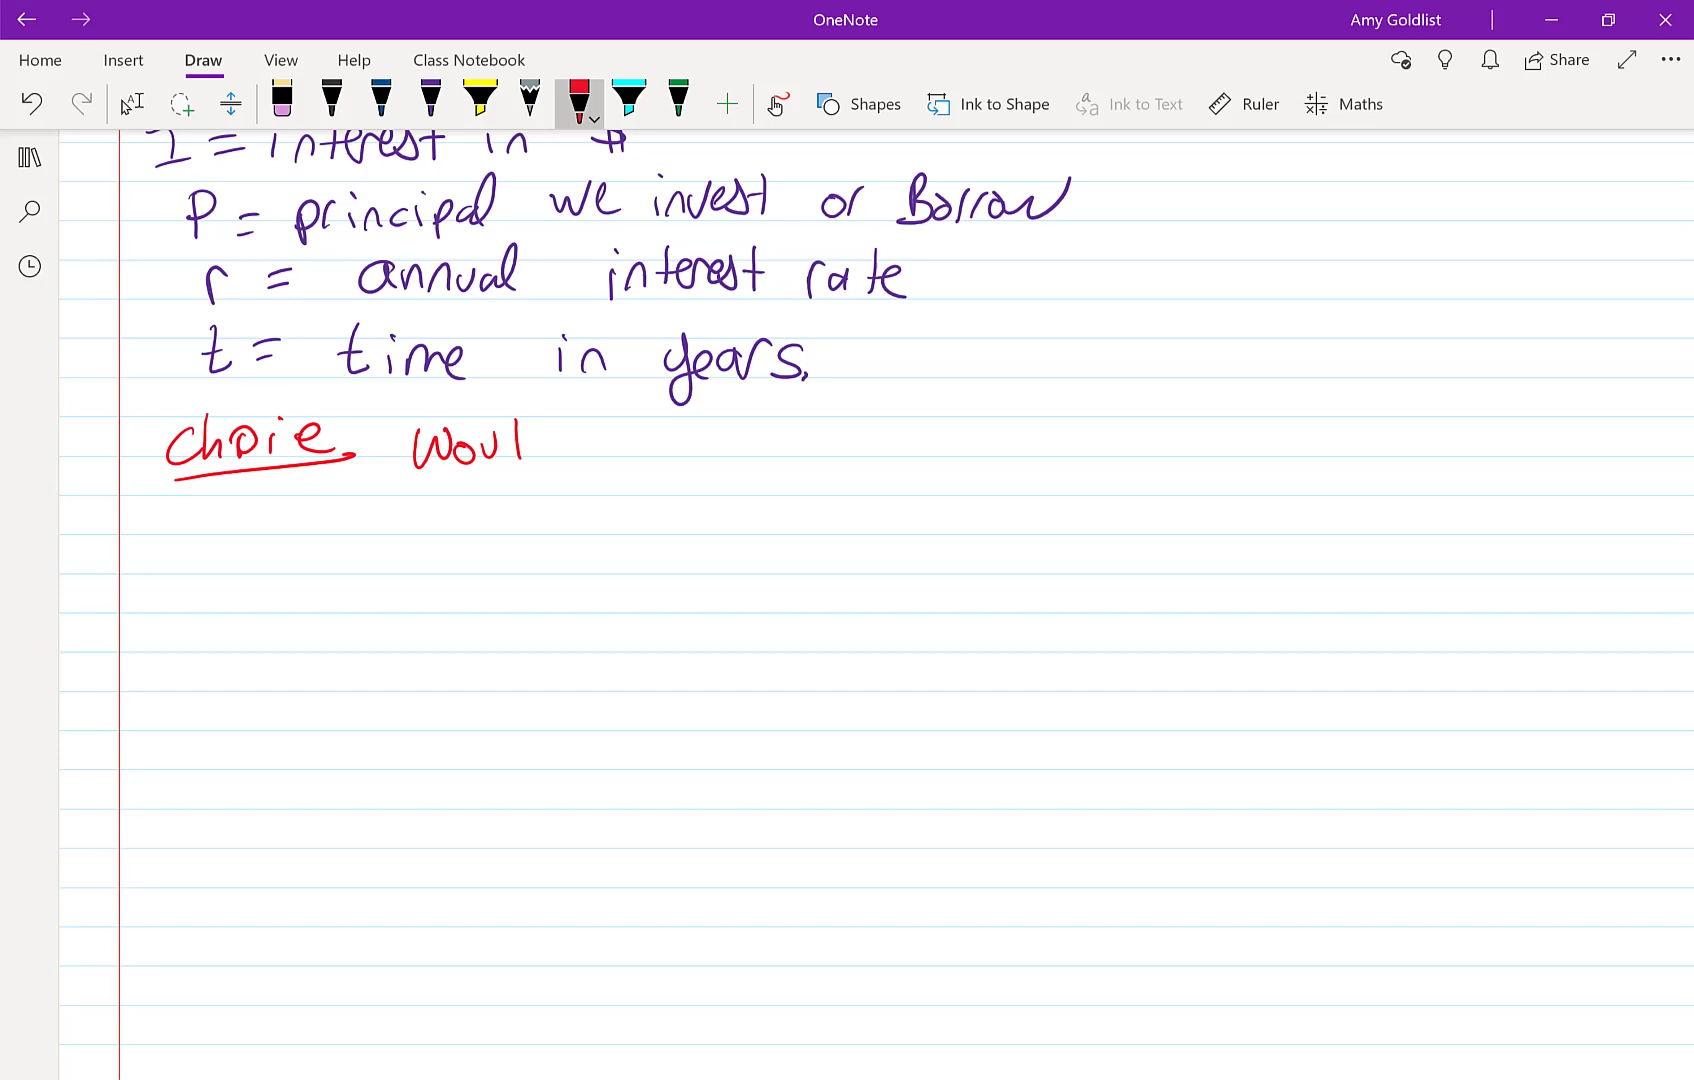 OneNote
Amy Goldlist
Home Insert Draw View Help Class Notebook
Share
Shapes Ink to Shape Ink to Text Ruler Maths
I = interest in $
P = principal we invest or Borrow
r = annual interest rate
t = time in years.
Choie. Woul